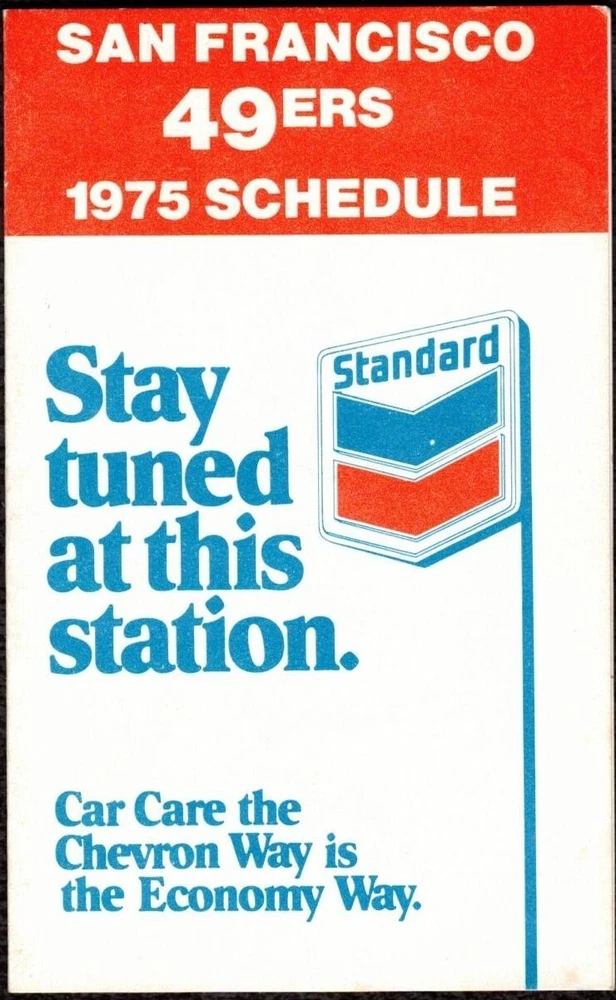 SAN FRANCISCO
49ERS
1975 SCHEDULE
Standard
Stay
tuned
at this
station.
Car Care the
Chevron Way is
the Economy Way.